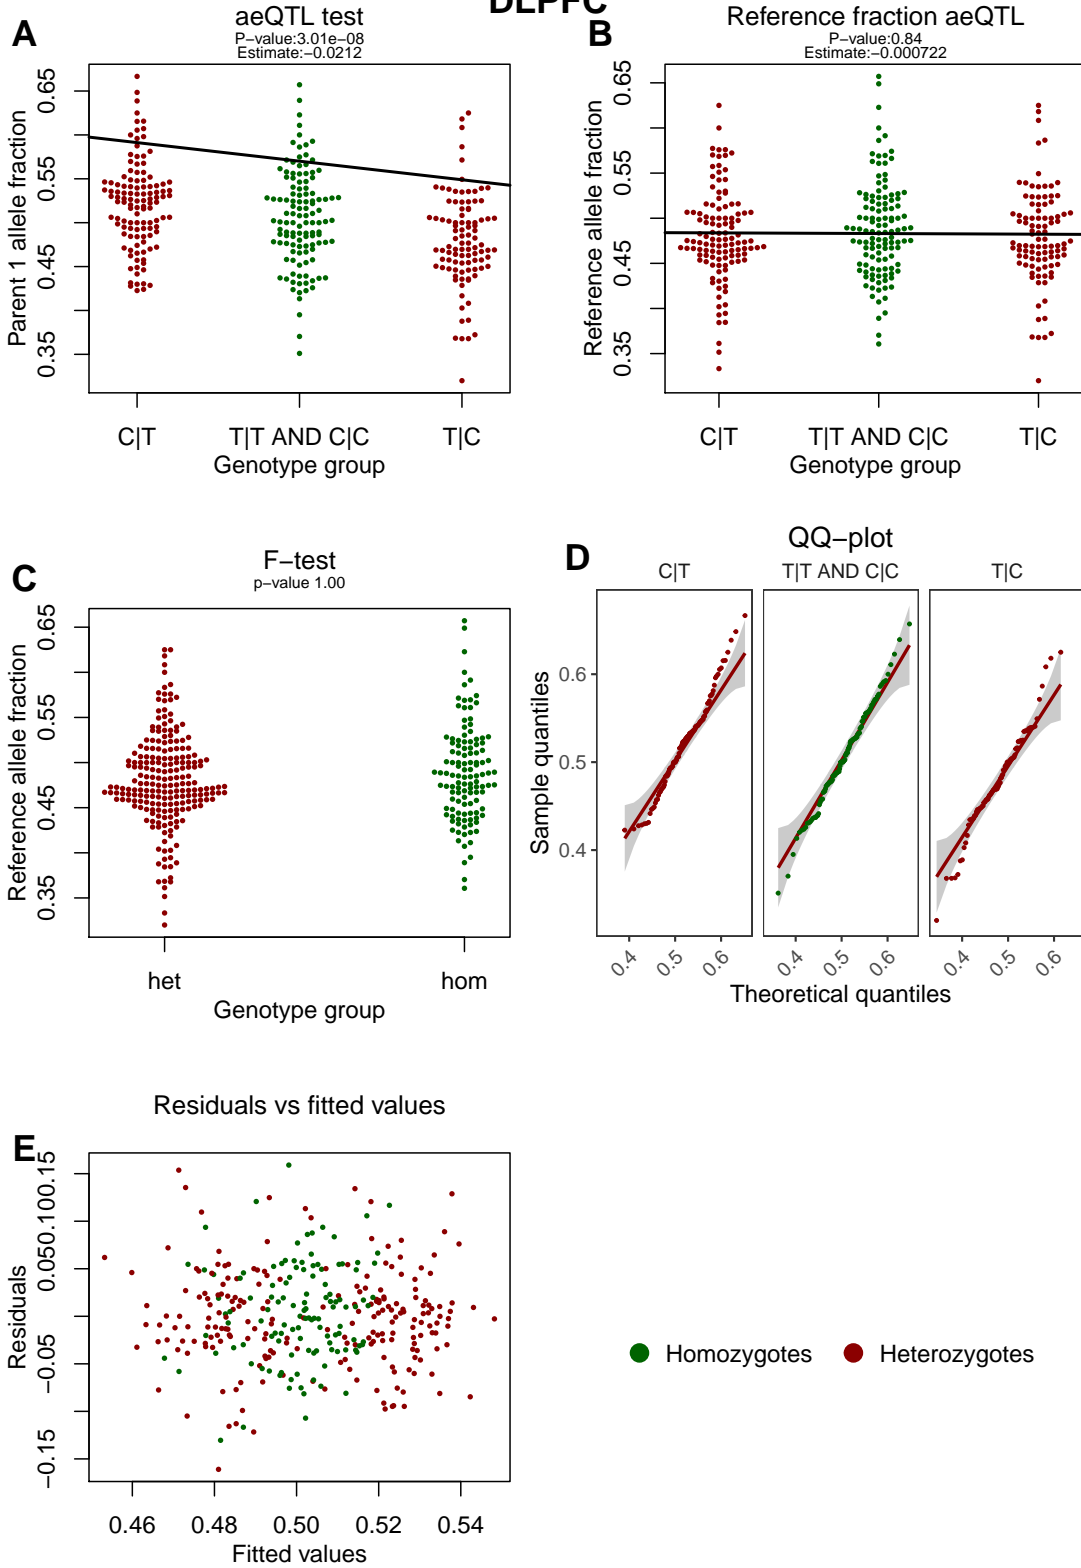 DLPFC
A
aeQTL test
P−value:3.01e−08
Estimate:−0.0212
Parent 1 allele fraction
0.65
0.55
0.45
0.35
C|T
T|T AND C|C
T|C
Genotype group
B
Reference fraction aeQTL
P−value:0.84
Estimate:−0.000722
Reference allele fraction
0.65
0.55
0.45
0.35
C|T
T|T AND C|C
T|C
Genotype group
C
F−test
p−value 1.00
Reference allele fraction
0.65
0.55
0.45
0.35
het
hom
Genotype group
D
QQ−plot
C|T
T|T AND C|C
T|C
Sample quantiles
0.6
0.5
0.4
0.4 0.5 0.6
0.4 0.5 0.6
0.4 0.5 0.6
Theoretical quantiles
E
Residuals vs fitted values
Residuals
0.15
0.10
0.05
−0.05
−0.15
0.46 0.48 0.50 0.52 0.54
Fitted values
Homozygotes
Heterozygotes